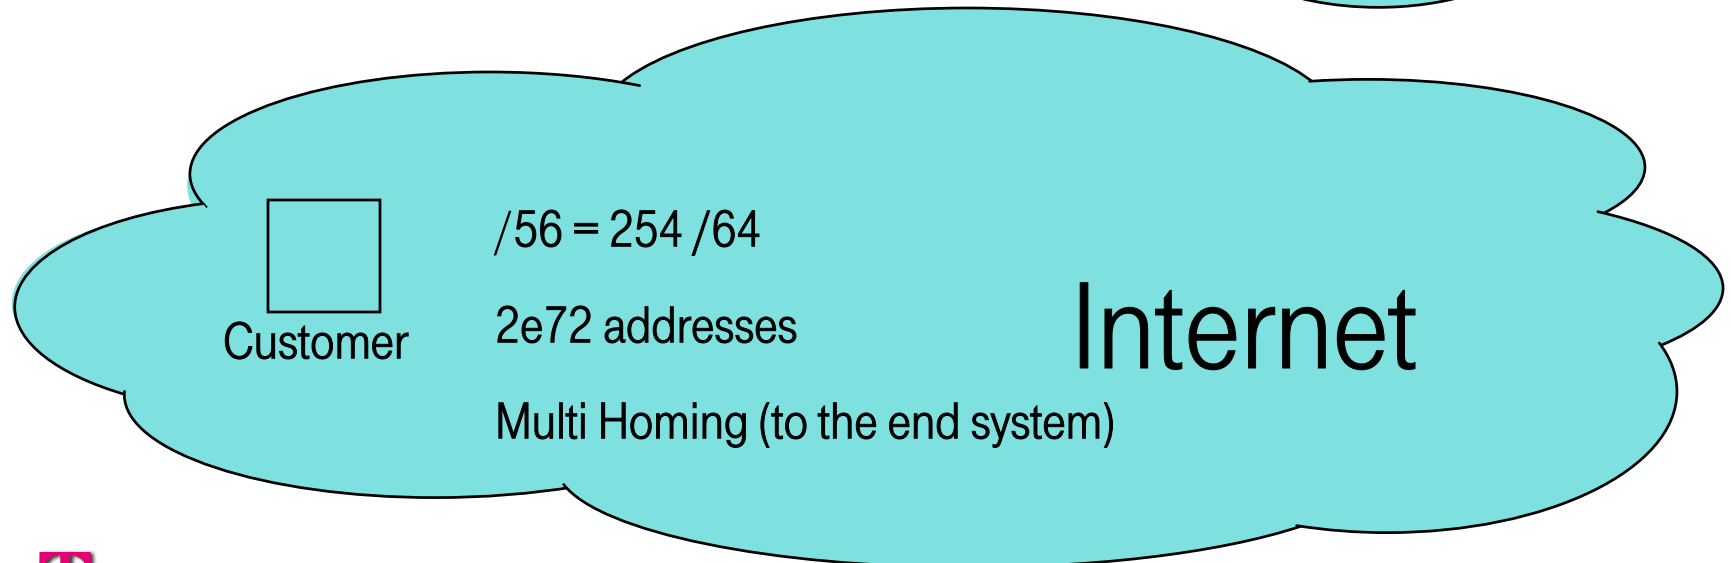 /56 = 254 /64
2e72 addresses
Customer
Internet
Multi Homing (to the end system)